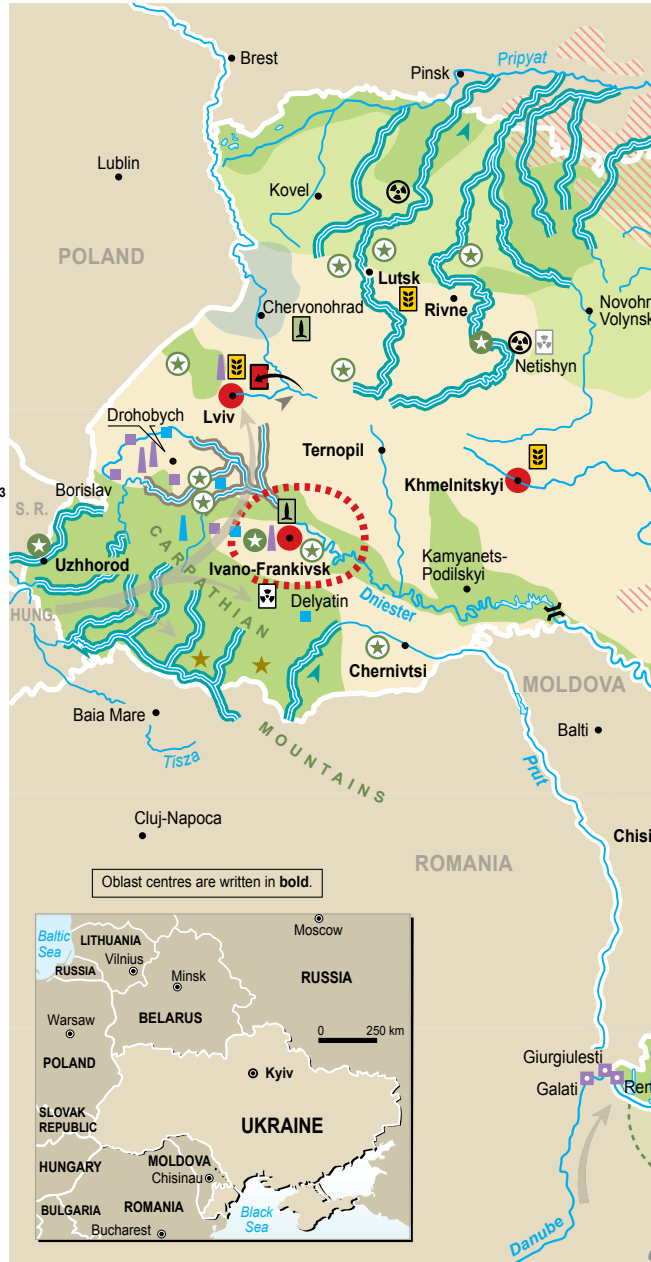 Brest
Pinsk
Pripyat
Lublin
Kovel
POLAND
Lutsk
Chervonohrad
Rivne
Novohr
Volynsk
Netishyn
Lviv
Drohobych
Ternopil
Khmelnitskyi
3
Borislav
S. R.
CARPATHIAN
Uzhhorod
Ivano-Frankivsk
Kamyanets-
Podilskyi
HUNG.
Delyatin
Dniester
Chernivtsi
MOLDOVA
Baia Mare
Balti
Tisza
MOUNTAINS
Prut
Cluj-Napoca
Chisi
ROMANIA
Oblast centres are written in bold.
Baltic
Sea
LITHUANIA
Vilnius
RUSSIA
Moscow
Minsk
RUSSIA
BELARUS
Warsaw
0 250 km
POLAND
Kyiv
SLOVAK
REPUBLIC
UKRAINE
HUNGARY
MOLDOVA
Chisinau
BULGARIA
ROMANIA
Black
Sea
Bucharest
Giurgiulesti
Galati
Reni
Danube